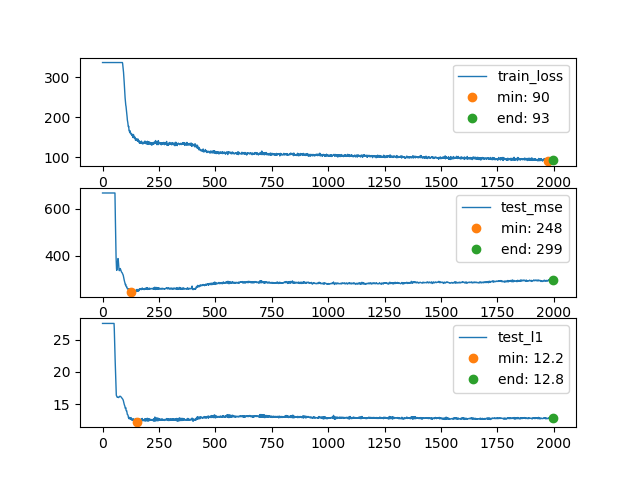 300
200
100
train_loss
min: 90
end: 93
0 250 500 750 1000 1250 1500 1750 2000
600
400
test_mse
min: 248
end: 299
0 250 500 750 1000 1250 1500 1750 2000
25
20
15
test_l1
min: 12.2
end: 12.8
0 250 500 750 1000 1250 1500 1750 2000